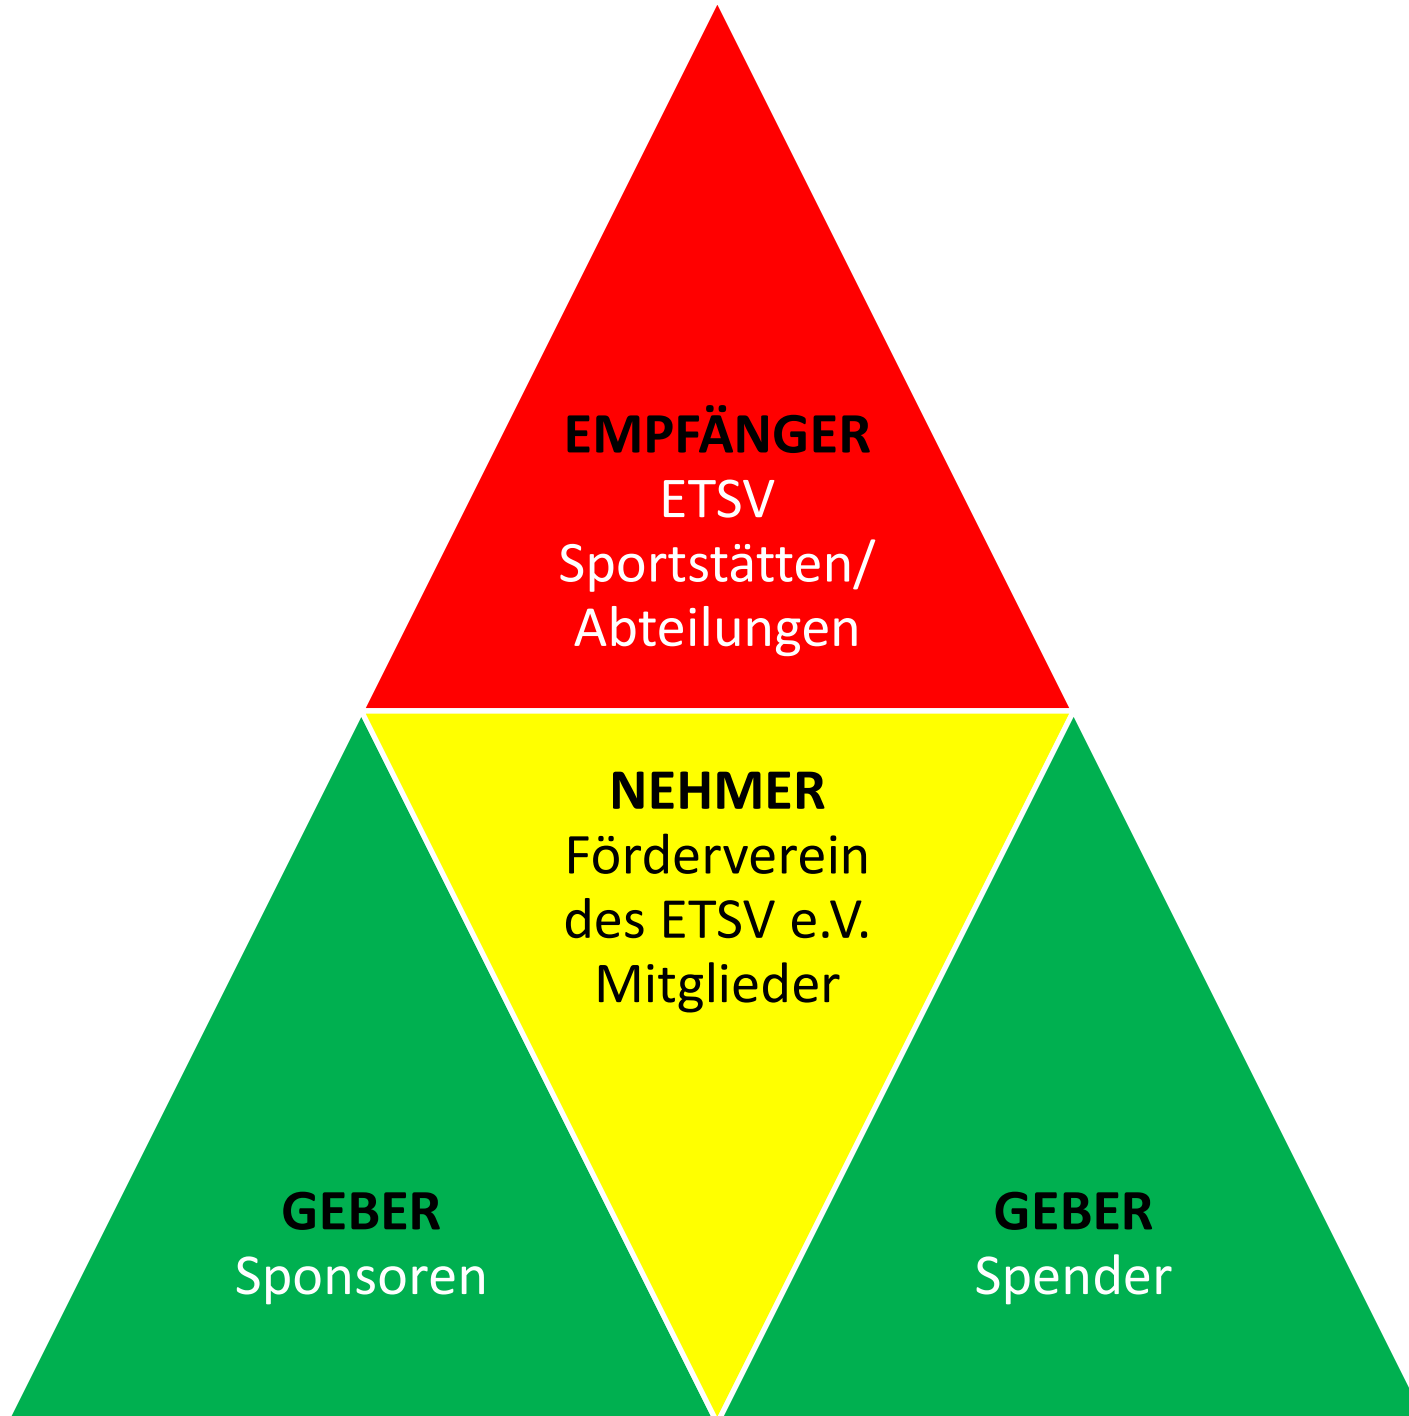 EMPFÄNGER
ETSV
Sportstätten/
Abteilungen
NEHMER
Förderverein
des ETSV e.V.
Mitglieder
GEBER
Sponsoren
GEBER
Spender